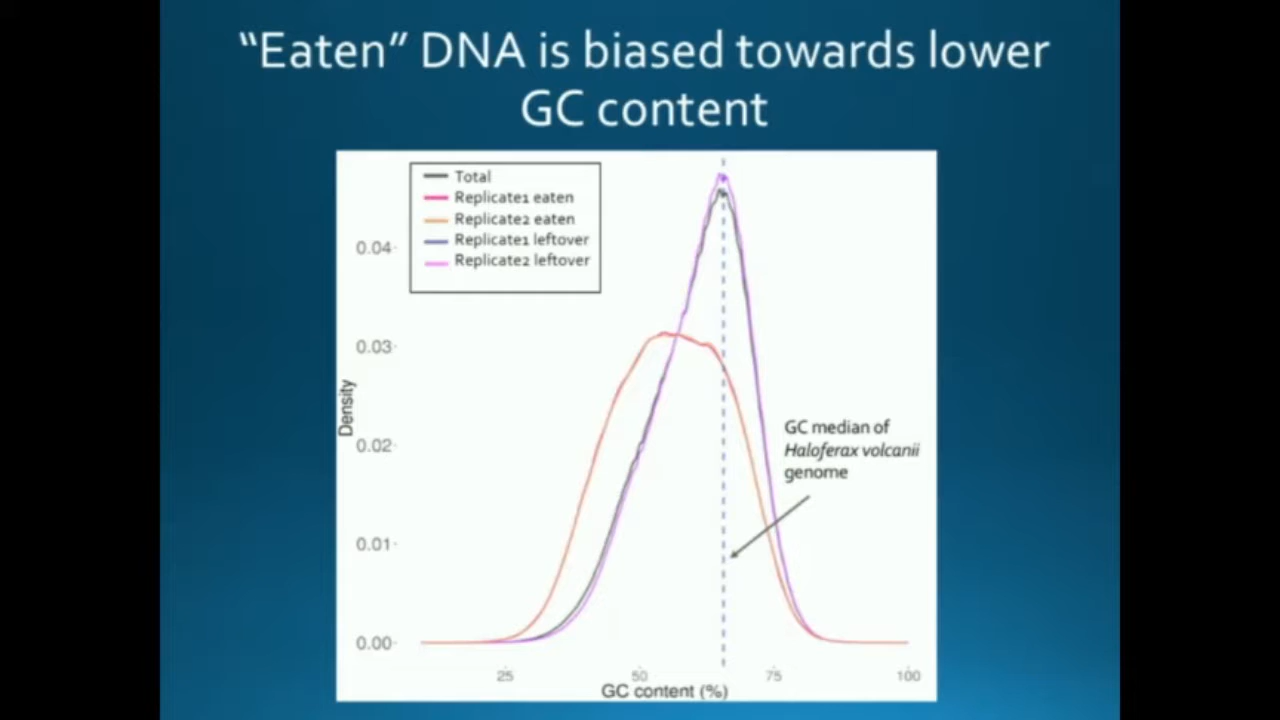 “Eaten” DNA is biased towards lower
GC content
Total
Replicate1 eaten
Replicate2 eaten
Replicate1 leftover
Replicate2 leftover
0.04
0.03
0.02
0.01
0.00
Density
GC median of
Haloferax volcanii
genome
25 50 75 100
GC content (%)